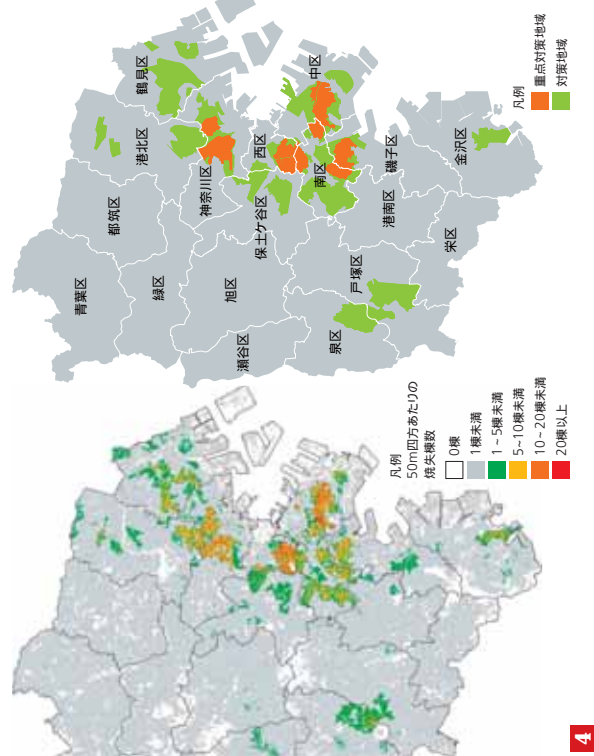 凡例
50m四方あたりの
焼失棟数
0棟
1棟未満
1~5棟未満
5~10棟未満
10~20棟未満
20棟以上
青葉区
都筑区
港北区
鶴見区
緑区
神奈川区
瀬谷区
旭区
保土ケ谷区
西区
中区
泉区
戸塚区
南区
港南区
磯子区
栄区
金沢区
凡例
重点対策地域
対策地域
4